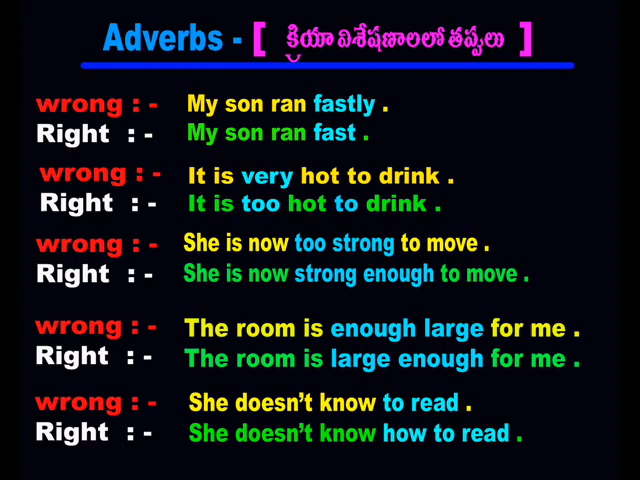 Adverbs - [ క్రియా విశేషణాలలో తప్పులు ]
wrong : - My son ran fastly .
Right : - My son ran fast .
wrong : - It is very hot to drink .
Right : - It is too hot to drink .
wrong : - She is now too strong to move .
Right : - She is now strong enough to move .
wrong : - The room is enough large for me .
Right : - The room is large enough for me .
wrong : - She doesn't know to read .
Right : - She doesn't know how to read .